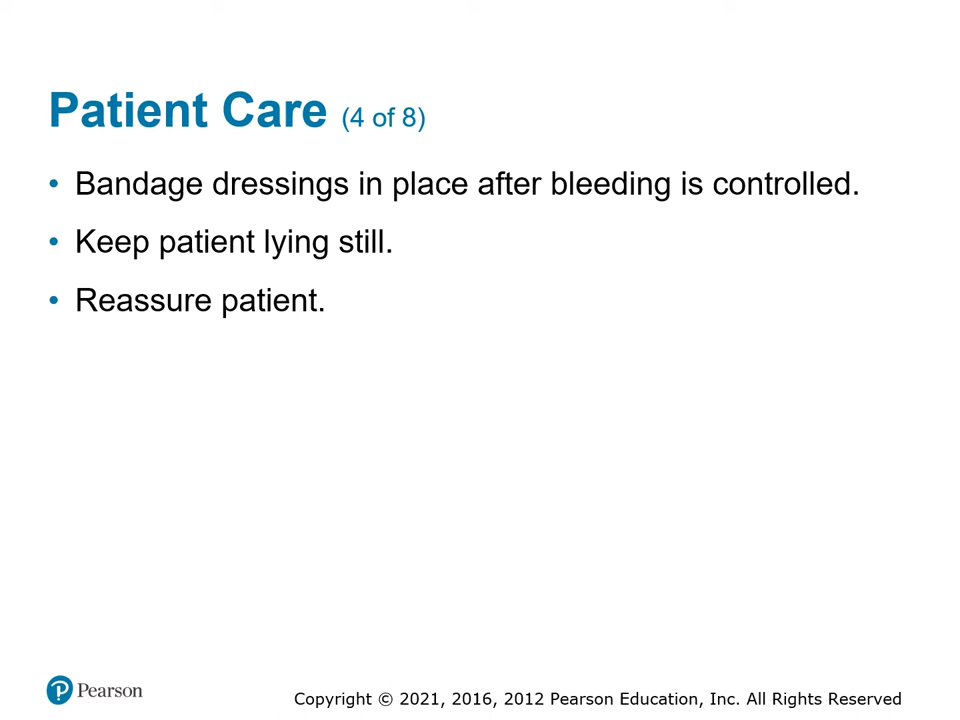 Patient Care (4 of 8)
• Bandage dressings in place after bleeding is controlled.
• Keep patient lying still.
• Reassure patient.
Pearson
Copyright © 2021, 2016, 2012 Pearson Education, Inc. All Rights Reserved